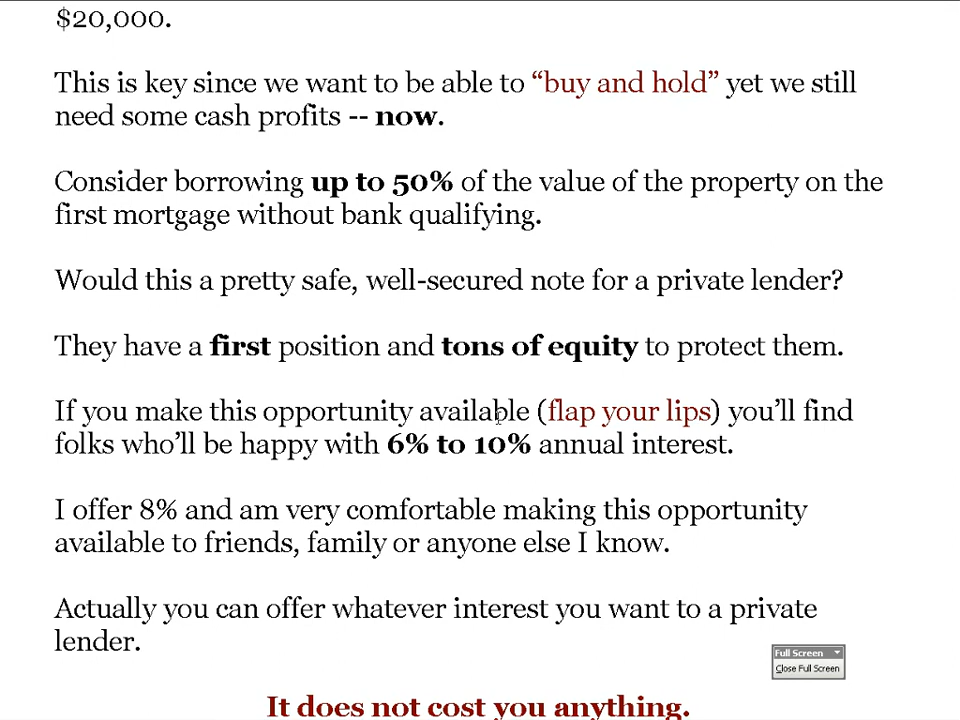 $20,000.
This is key since we want to be able to “buy and hold” yet we still
need some cash profits -- now.
Consider borrowing up to 50% of the value of the property on the
first mortgage without bank qualifying.
Would this a pretty safe, well-secured note for a private lender?
They have a first position and tons of equity to protect them.
If you make this opportunity available (flap your lips) you’ll find
folks who’ll be happy with 6% to 10% annual interest.
I offer 8% and am very comfortable making this opportunity
available to friends, family or anyone else I know.
Actually you can offer whatever interest you want to a private
lender.
Full Screen
Close Full Screen
It does not cost you anything.